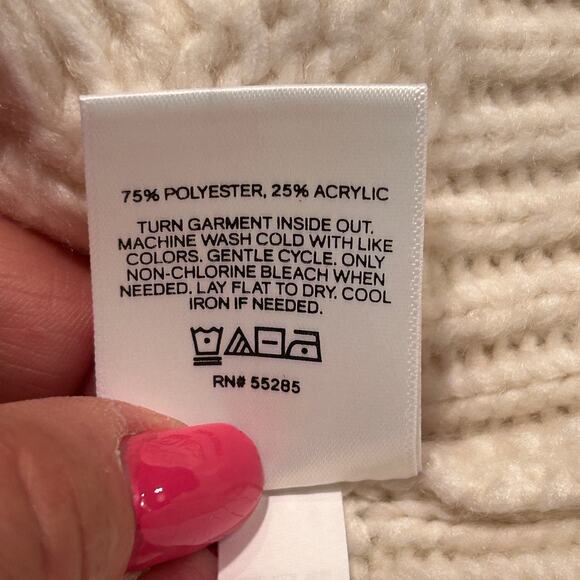 75% POLYESTER, 25% ACRYLIC
TURN GARMENT INSIDE OUT.
MACHINE WASH COLD WITH LIKE
COLORS. GENTLE CYCLE. ONLY
NON-CHLORINE BLEACH WHEN
NEEDED. LAY FLAT TO DRY. COOL
IRON IF NEEDED.
RN# 55285